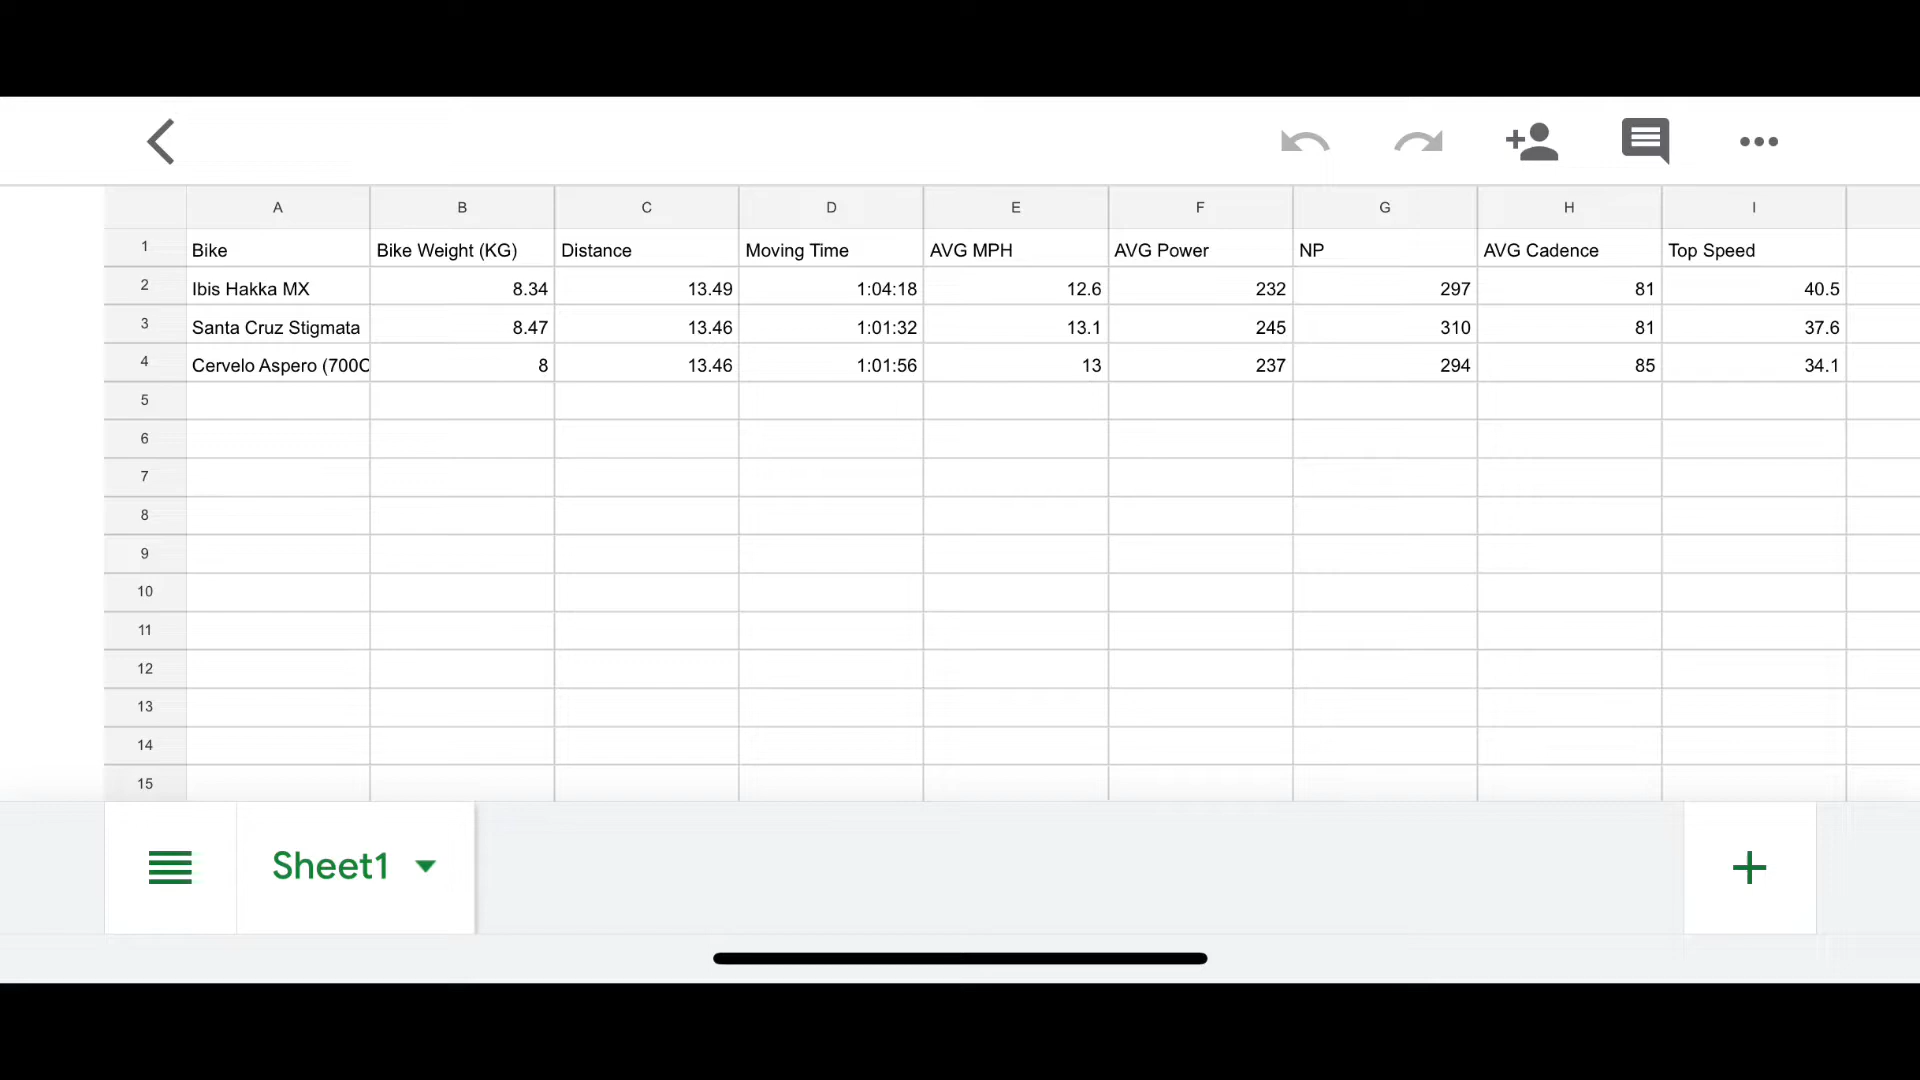 A B C D E F G H I
1 Bike Bike Weight (KG) Distance Moving Time AVG MPH AVG Power NP AVG Cadence Top Speed
2 Ibis Hakka MX 8.34 13.49 1:04:18 12.6 232 297 81 40.5
3 Santa Cruz Stigmata 8.47 13.46 1:01:32 13.1 245 310 81 37.6
4 Cervelo Aspero (700C 8 13.46 1:01:56 13 237 294 85 34.1
5
6
7
8
9
10
11
12
13
14
15
Sheet1